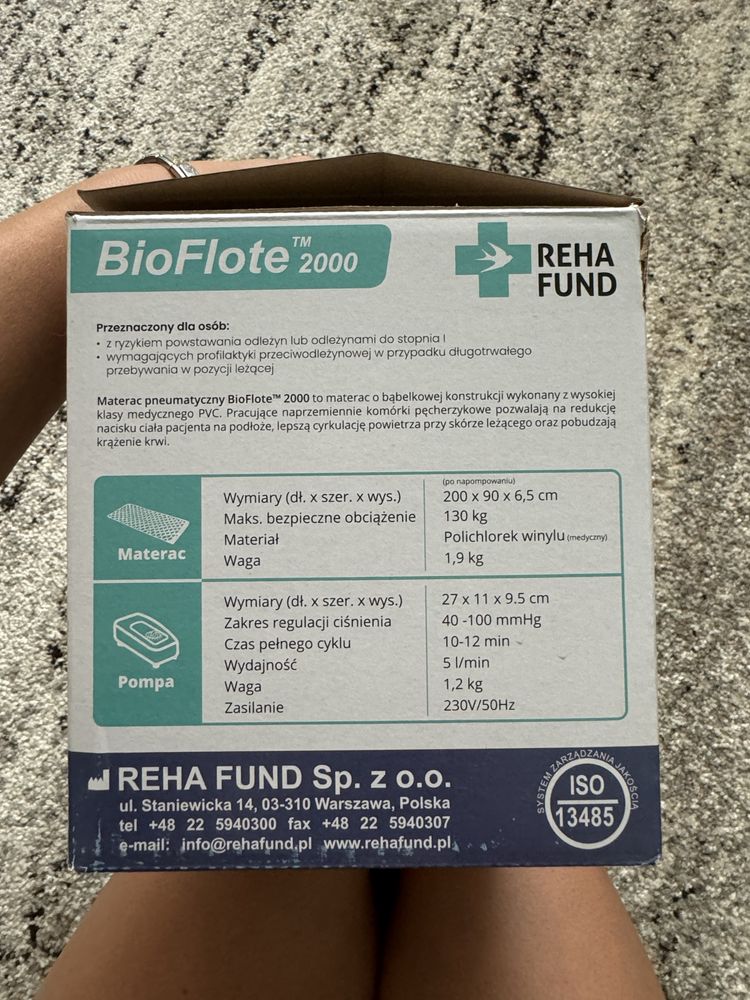 BioFlote™ 2000
REHA
FUND
Przeznaczony dla osób:
• z ryzykiem powstawania odleżyn lub odleżynami do stopnia I
• wymagających profilaktyki przeciwodleżynowej w przypadku długotrwałego
przebywania w pozycji leżącej
Materac pneumatyczny BioFlote™ 2000 to materac o bąbelkowej konstrukcji wykonany z wysokiej
klasy medycznego PVC. Pracujące naprzemiennie komórki pęcherzykowe pozwalają na redukcję
nacisku ciała pacjenta na podłoże, lepszą cyrkulację powietrza przy skórze leżącego oraz pobudzają
krążenie krwi.
Materac
(po napompowaniu)
Wymiary (dł. x szer. x wys.) 200 x 90 x 6,5 cm
Maks. bezpieczne obciążenie 130 kg
Materiał Polichlorek winylu (medyczny)
Waga 1,9 kg
Pompa
Wymiary (dł. x szer. x wys.) 27 x 11 x 9.5 cm
Zakres regulacji ciśnienia 40 -100 mmHg
Czas pełnego cyklu 10-12 min
Wydajność 5 l/min
Waga 1,2 kg
Zasilanie 230V/50Hz
REHA FUND Sp. z o.o.
ul. Staniewicka 14, 03-310 Warszawa, Polska
tel +48 22 5940300 fax +48 22 5940307
e-mail: info@rehafund.pl www.rehafund.pl
SYSTEM ZARZĄDZANIA JAKOŚCIĄ
ISO
13485